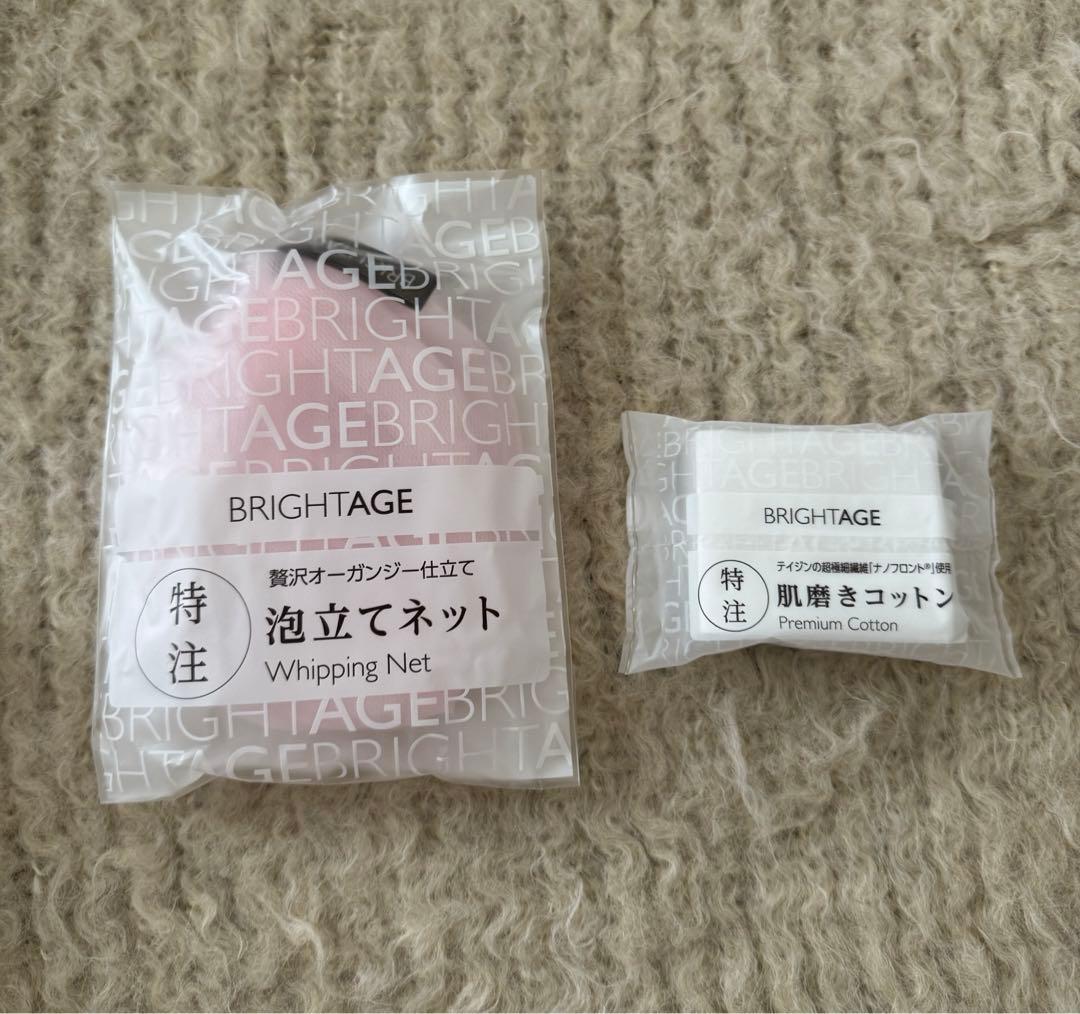 BRIGHTAGE
特注
贅沢オーガンジー仕立て
泡立てネット
Whipping Net
BRIGHTAGE
特注
テイジンの超極細繊維「ナノフロント®」使用
肌磨きコットン
Premium Cotton